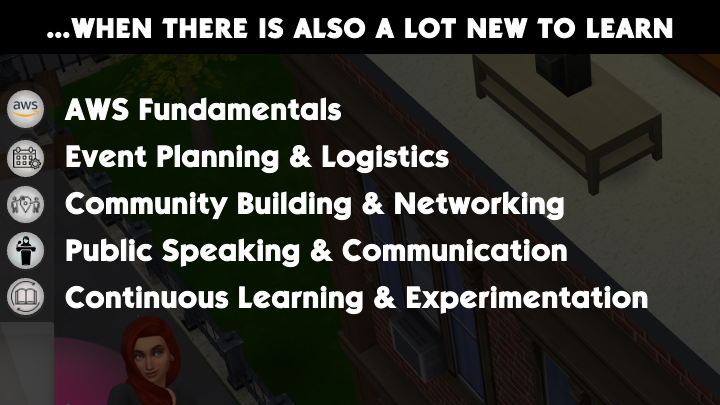 ...WHEN THERE IS ALSO A LOT NEW TO LEARN
aws AWS Fundamentals
Event Planning & Logistics
Community Building & Networking
Public Speaking & Communication
Continuous Learning & Experimentation